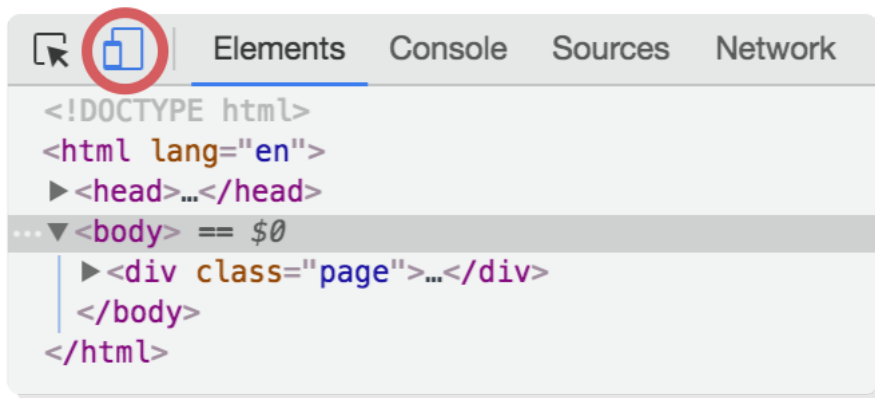 Elements Console Sources Network
<!DOCTYPE html>
<html lang="en">
▶<head>…</head>
…▼<body> == $0
▶<div class="page">…</div>
</body>
</html>